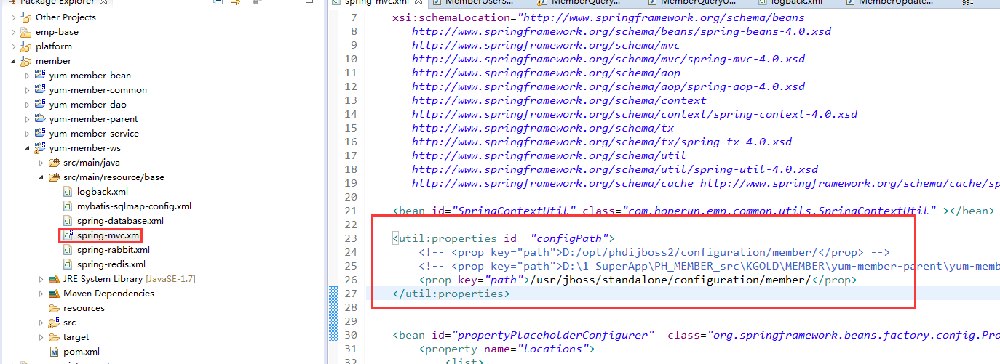 Package Explorer
Other Projects
emp-base
platform
member
yum-member-bean
yum-member-common
yum-member-dao
yum-member-parent
yum-member-service
yum-member-ws
src/main/java
src/main/resource/base
logback.xml
mybatis-sqlmap-config.xml
spring-database.xml
spring-mvc.xml
spring-rabbit.xml
spring-redis.xml
JRE System Library [JavaSE-1.7]
Maven Dependencies
resources
src
target
pom.xml
spring-mvc.xml MemberUserS... MemberQuery... MemberQueryU... logback.xml MemberUpdate... 99+
7 xsi:schemaLocation="http://www.springframework.org/schema/beans
8 http://www.springframework.org/schema/beans/spring-beans-4.0.xsd
9 http://www.springframework.org/schema/mvc
10 http://www.springframework.org/schema/mvc/spring-mvc-4.0.xsd
11 http://www.springframework.org/schema/aop
12 http://www.springframework.org/schema/aop/spring-aop-4.0.xsd
13 http://www.springframework.org/schema/context
14 http://www.springframework.org/schema/context/spring-context-4.0.xsd
15 http://www.springframework.org/schema/tx
16 http://www.springframework.org/schema/tx/spring-tx-4.0.xsd
17 http://www.springframework.org/schema/util
18 http://www.springframework.org/schema/util/spring-util-4.0.xsd
19 http://www.springframework.org/schema/cache http://www.springframework.org/schema/cache/sp
20
21 <bean id="SpringContextUtil" class="com.hoperun.emp.common.utils.SpringContextUtil" ></bean>
22
23 <util:properties id ="configPath">
24 <!-- <prop key="path">D:/opt/phdijboss2/configuration/member/</prop> -->
25 <!-- <prop key="path">D:\1 SuperApp\PH_MEMBER_src\KGOLD\MEMBER\yum-member-parent\yum-memb
26 <prop key="path">/usr/jboss/standalone/configuration/member/</prop>
27 </util:properties>
28
29
30 <bean id="propertyPlaceholderConfigurer" class="org.springframework.beans.factory.config.Pro
31 <property name="locations">
32 <list>